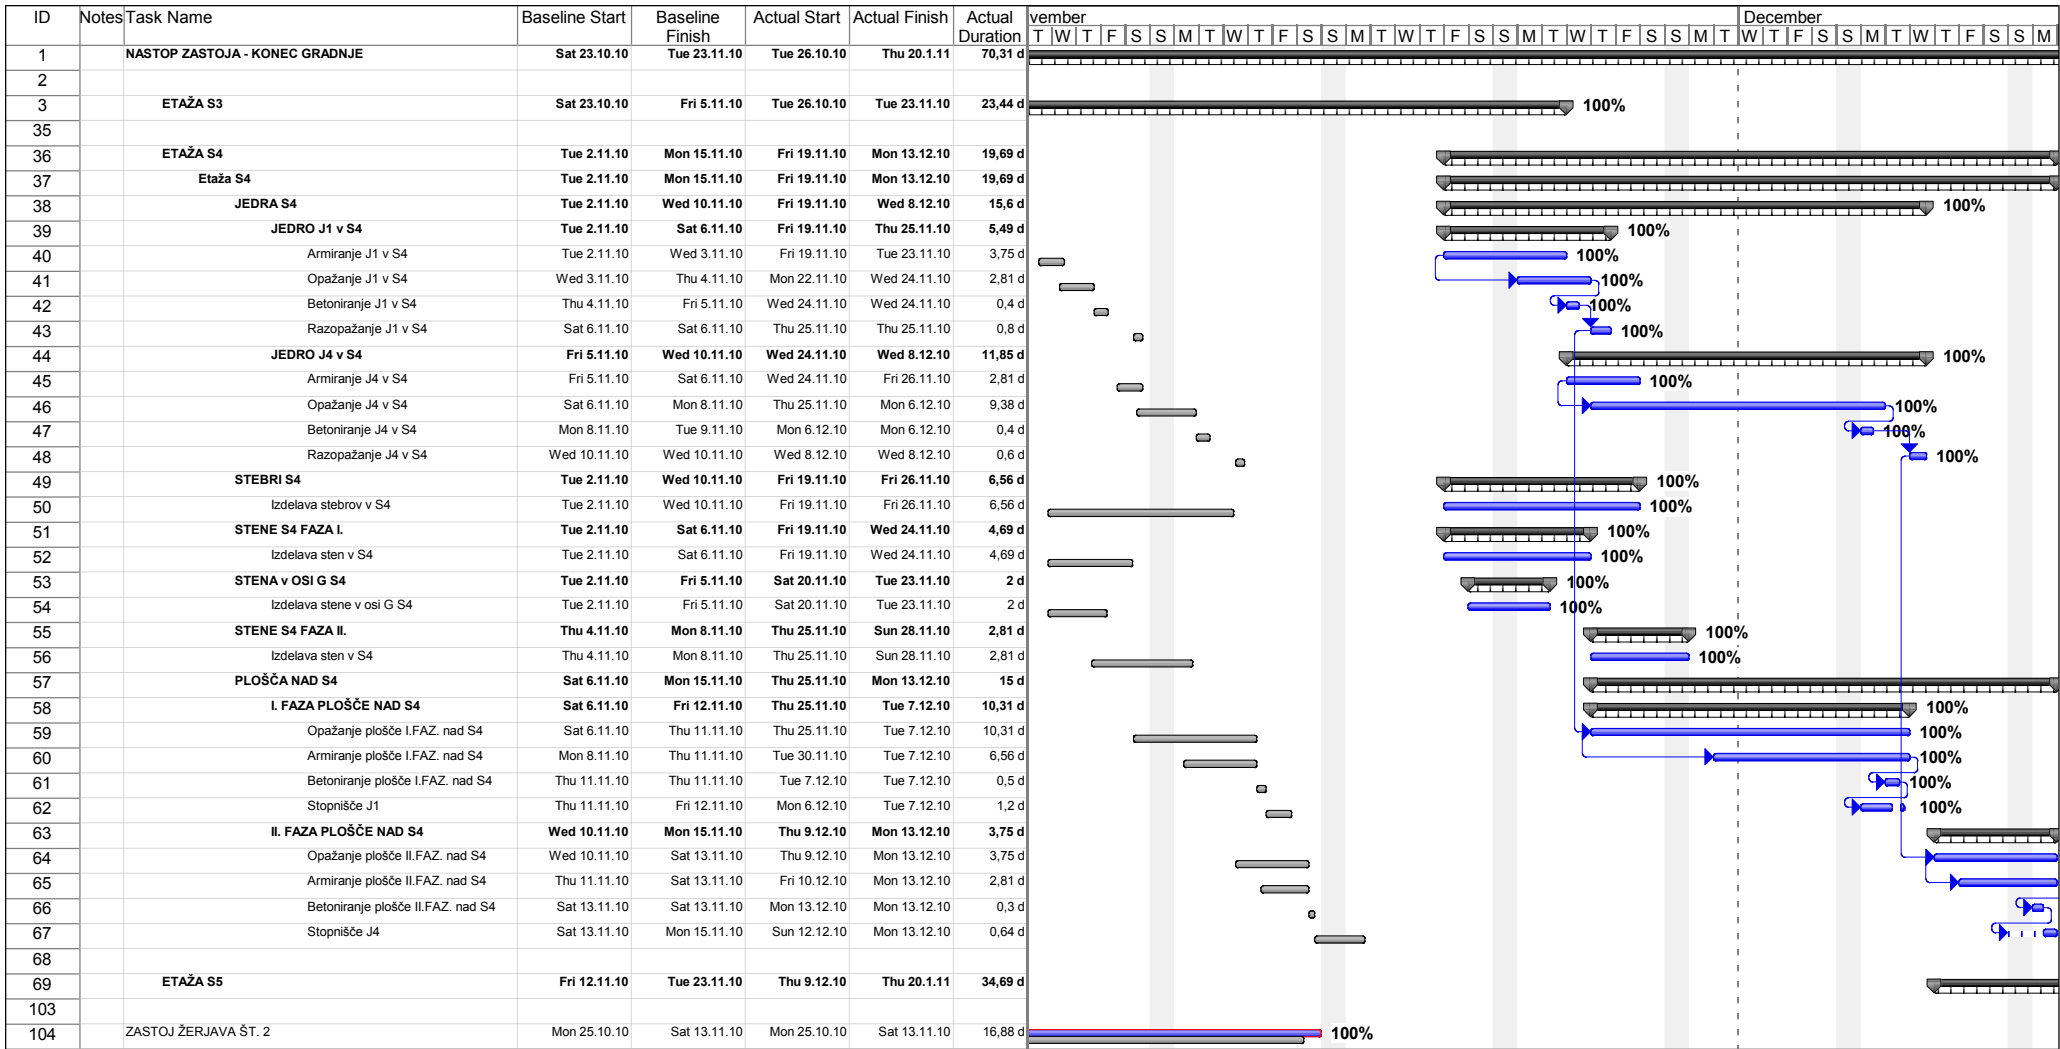 ID Notes Task Name Baseline Start Baseline Finish Actual Start Actual Finish Actual Duration vember December
T W T F S S M T W T F S S M T W T F S S M T W T F S S M T W T F S S M T W T F S S M
1 NASTOP ZASTOJA - KONEC GRADNJE Sat 23.10.10 Tue 23.11.10 Tue 26.10.10 Thu 20.1.11 70,31 d
2
3 ETAŽA S3 Sat 23.10.10 Fri 5.11.10 Tue 26.10.10 Tue 23.11.10 23,44 d 100%
35
36 ETAŽA S4 Tue 2.11.10 Mon 15.11.10 Fri 19.11.10 Mon 13.12.10 19,69 d
37 Etaža S4 Tue 2.11.10 Mon 15.11.10 Fri 19.11.10 Mon 13.12.10 19,69 d
38 JEDRA S4 Tue 2.11.10 Wed 10.11.10 Fri 19.11.10 Wed 8.12.10 15,6 d 100%
39 JEDRO J1 v S4 Tue 2.11.10 Sat 6.11.10 Fri 19.11.10 Thu 25.11.10 5,49 d 100%
40 Armiranje J1 v S4 Tue 2.11.10 Wed 3.11.10 Fri 19.11.10 Tue 23.11.10 3,75 d 100%
41 Opažanje J1 v S4 Wed 3.11.10 Thu 4.11.10 Mon 22.11.10 Wed 24.11.10 2,81 d 100%
42 Betoniranje J1 v S4 Thu 4.11.10 Fri 5.11.10 Wed 24.11.10 Wed 24.11.10 0,4 d 100%
43 Razopažanje J1 v S4 Sat 6.11.10 Sat 6.11.10 Thu 25.11.10 Thu 25.11.10 0,8 d 100%
44 JEDRO J4 v S4 Fri 5.11.10 Wed 10.11.10 Wed 24.11.10 Wed 8.12.10 11,85 d 100%
45 Armiranje J4 v S4 Fri 5.11.10 Sat 6.11.10 Wed 24.11.10 Fri 26.11.10 2,81 d 100%
46 Opažanje J4 v S4 Sat 6.11.10 Mon 8.11.10 Thu 25.11.10 Mon 6.12.10 9,38 d 100%
47 Betoniranje J4 v S4 Mon 8.11.10 Tue 9.11.10 Mon 6.12.10 Mon 6.12.10 0,4 d 100%
48 Razopažanje J4 v S4 Wed 10.11.10 Wed 10.11.10 Wed 8.12.10 Wed 8.12.10 0,6 d 100%
49 STEBRI S4 Tue 2.11.10 Wed 10.11.10 Fri 19.11.10 Fri 26.11.10 6,56 d 100%
50 Izdelava stebrov v S4 Tue 2.11.10 Wed 10.11.10 Fri 19.11.10 Fri 26.11.10 6,56 d 100%
51 STENE S4 FAZA I. Tue 2.11.10 Sat 6.11.10 Fri 19.11.10 Wed 24.11.10 4,69 d 100%
52 Izdelava sten v S4 Tue 2.11.10 Sat 6.11.10 Fri 19.11.10 Wed 24.11.10 4,69 d 100%
53 STENA v OSI G S4 Tue 2.11.10 Fri 5.11.10 Sat 20.11.10 Tue 23.11.10 2 d 100%
54 Izdelava stene v osi G S4 Tue 2.11.10 Fri 5.11.10 Sat 20.11.10 Tue 23.11.10 2 d 100%
55 STENE S4 FAZA II. Thu 4.11.10 Mon 8.11.10 Thu 25.11.10 Sun 28.11.10 2,81 d 100%
56 Izdelava sten v S4 Thu 4.11.10 Mon 8.11.10 Thu 25.11.10 Sun 28.11.10 2,81 d 100%
57 PLOŠČA NAD S4 Sat 6.11.10 Mon 15.11.10 Thu 25.11.10 Mon 13.12.10 15 d
58 I. FAZA PLOŠČE NAD S4 Sat 6.11.10 Fri 12.11.10 Thu 25.11.10 Tue 7.12.10 10,31 d 100%
59 Opažanje plošče I.FAZ. nad S4 Sat 6.11.10 Thu 11.11.10 Thu 25.11.10 Tue 7.12.10 10,31 d 100%
60 Armiranje plošče I.FAZ. nad S4 Mon 8.11.10 Thu 11.11.10 Tue 30.11.10 Tue 7.12.10 6,56 d 100%
61 Betoniranje plošče I.FAZ. nad S4 Thu 11.11.10 Thu 11.11.10 Tue 7.12.10 Tue 7.12.10 0,5 d 100%
62 Stopnišče J1 Thu 11.11.10 Fri 12.11.10 Mon 6.12.10 Tue 7.12.10 1,2 d 100%
63 II. FAZA PLOŠČE NAD S4 Wed 10.11.10 Mon 15.11.10 Thu 9.12.10 Mon 13.12.10 3,75 d
64 Opažanje plošče II.FAZ. nad S4 Wed 10.11.10 Sat 13.11.10 Thu 9.12.10 Mon 13.12.10 3,75 d
65 Armiranje plošče II.FAZ. nad S4 Thu 11.11.10 Sat 13.11.10 Fri 10.12.10 Mon 13.12.10 2,81 d
66 Betoniranje plošče II.FAZ. nad S4 Sat 13.11.10 Sat 13.11.10 Mon 13.12.10 Mon 13.12.10 0,3 d
67 Stopnišče J4 Sat 13.11.10 Mon 15.11.10 Sun 12.12.10 Mon 13.12.10 0,64 d
68
69 ETAŽA S5 Fri 12.11.10 Tue 23.11.10 Thu 9.12.10 Thu 20.1.11 34,69 d
103
104 ZASTOJ ŽERJAVA ŠT. 2 Mon 25.10.10 Sat 13.11.10 Mon 25.10.10 Sat 13.11.10 16,88 d 100%